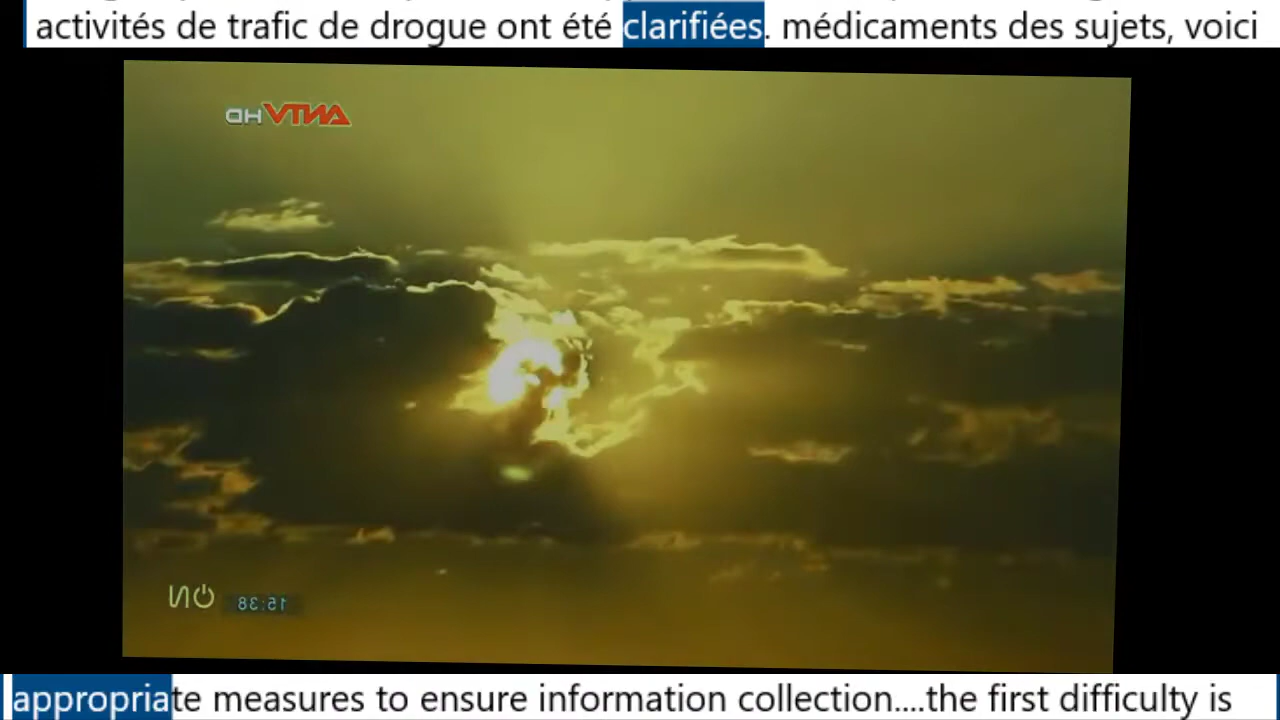 activités de trafic de drogue ont été clarifiées. médicaments des sujets, voici
ANTV HD
ON 15:38
appropriate measures to ensure information collection....the first difficulty is